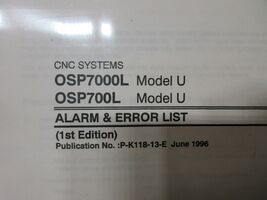 CNC SYSTEMS
OSP7000L Model U
OSP700L Model U
ALARM & ERROR LIST
(1st Edition)
Publication No. :P-K118-13-E June 1996